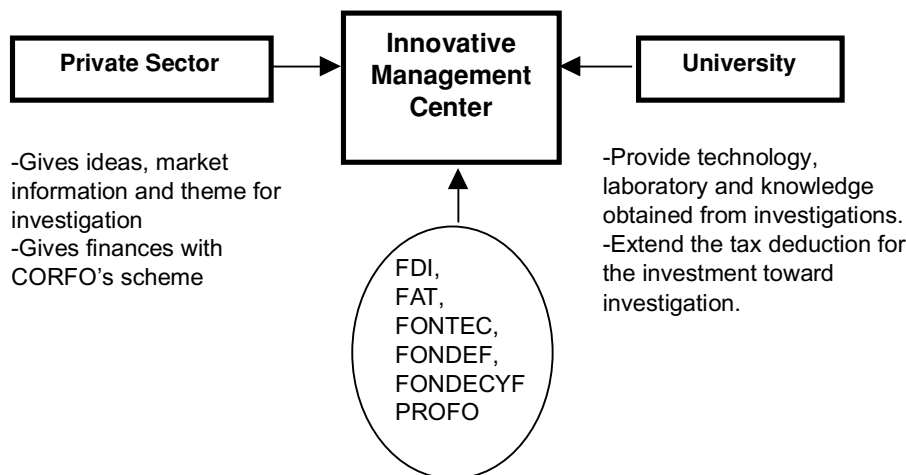 Private Sector
Innovative
Management
Center
University
-Gives ideas, market
information and theme for
investigation
-Gives finances with
CORFO's scheme
-Provide technology,
laboratory and knowledge
obtained from investigations.
-Extend the tax deduction for
the investment toward
investigation.
FDI,
FAT,
FONTEC,
FONDEF,
FONDECYF
PROFO